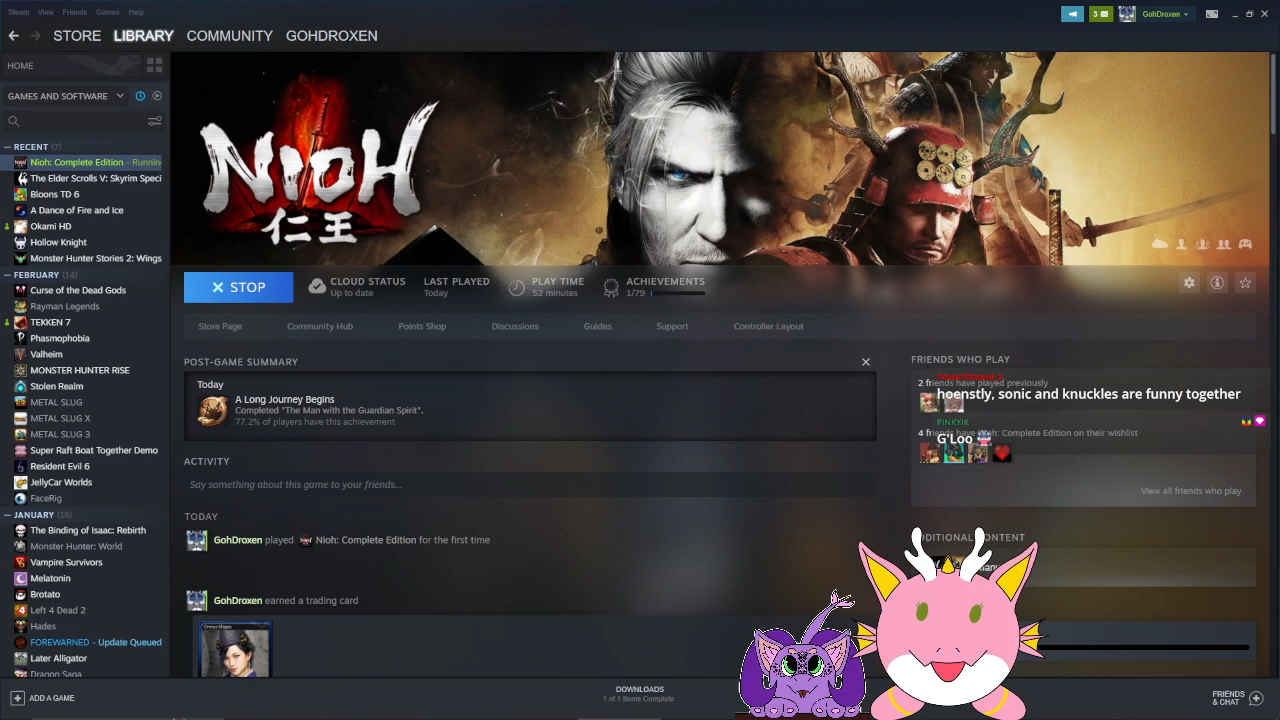 Steam View Friends Games Help
3 GohDroxen
STORE LIBRARY COMMUNITY GOHDROXEN
HOME
GAMES AND SOFTWARE
RECENT (7)
Nioh: Complete Edition - Runnin
The Elder Scrolls V: Skyrim Speci
Bloons TD 6
A Dance of Fire and Ice
Okami HD
Hollow Knight
Monster Hunter Stories 2: Wings
FEBRUARY (14)
Curse of the Dead Gods
Rayman Legends
TEKKEN 7
Phasmophobia
Valheim
MONSTER HUNTER RISE
Stolen Realm
METAL SLUG
METAL SLUG X
METAL SLUG 3
Super Raft Boat Together Demo
Resident Evil 6
JellyCar Worlds
FaceRig
JANUARY (16)
The Binding of Isaac: Rebirth
Monster Hunter: World
Vampire Survivors
Melatonin
Brotato
Left 4 Dead 2
Hades
FOREWARNED - Update Queued
Later Alligator
Dragon Saga
ADD A GAME
NIOH
仁王
STOP
CLOUD STATUS
Up to date
LAST PLAYED
Today
PLAY TIME
52 minutes
ACHIEVEMENTS
1/79
Store Page Community Hub Points Shop Discussions Guides Support Controller Layout
POST-GAME SUMMARY
Today
A Long Journey Begins
Completed "The Man with the Guardian Spirit".
77.2% of players have this achievement
ACTIVITY
Say something about this game to your friends...
TODAY
GohDroxen played Nioh: Complete Edition for the first time
GohDroxen earned a trading card
FRIENDS WHO PLAY
2 friends have played previously
hoenstly, sonic and knuckles are funny together
PINKYIK
4 friends have Nioh: Complete Edition on their wishlist
G'Loo
View all friends who play
DITIONAL CONTENT
DOWNLOADS
1 of 1 Items Complete
FRIENDS
& CHAT